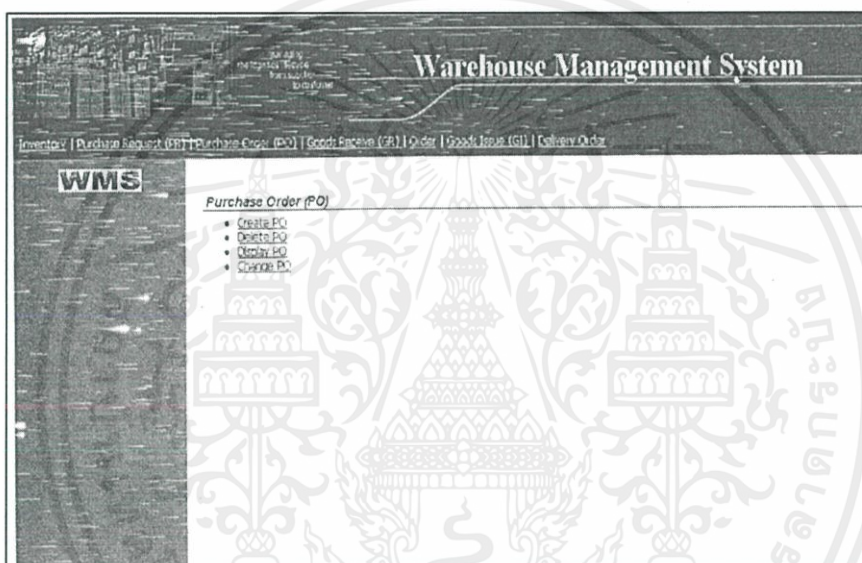 Warehouse Management System
Inventory | Purchase Request (PR) | Purchase Order (PO) | Goods Receive (GR) | Order | Goods Issue (GI) | Delivery Order
WMS
Purchase Order (PO)
Create PO
Delete PO
Display PO
Change PO